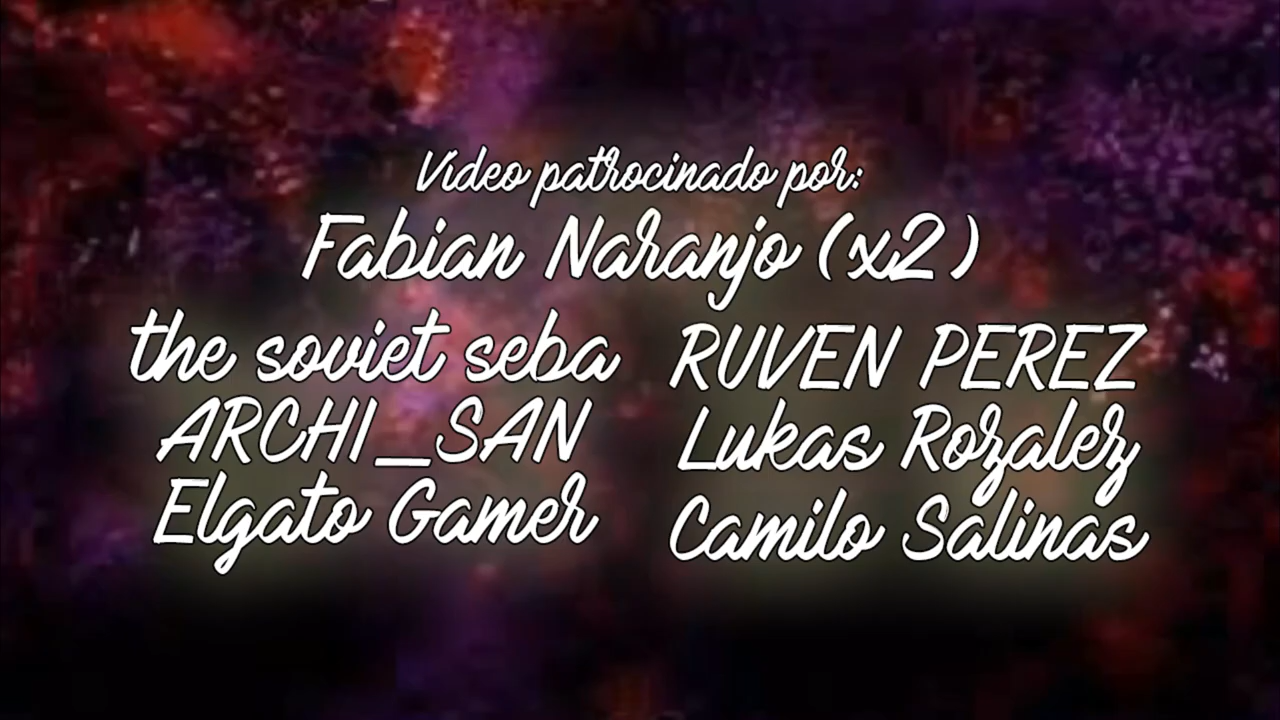 Video patrocinado por:
Fabian Naranjo (x2)
the soviet seba
ARCHI_SAN
Elgato Gamer
RUVEN PEREZ
Lukas Rozalez
Camilo Salinas